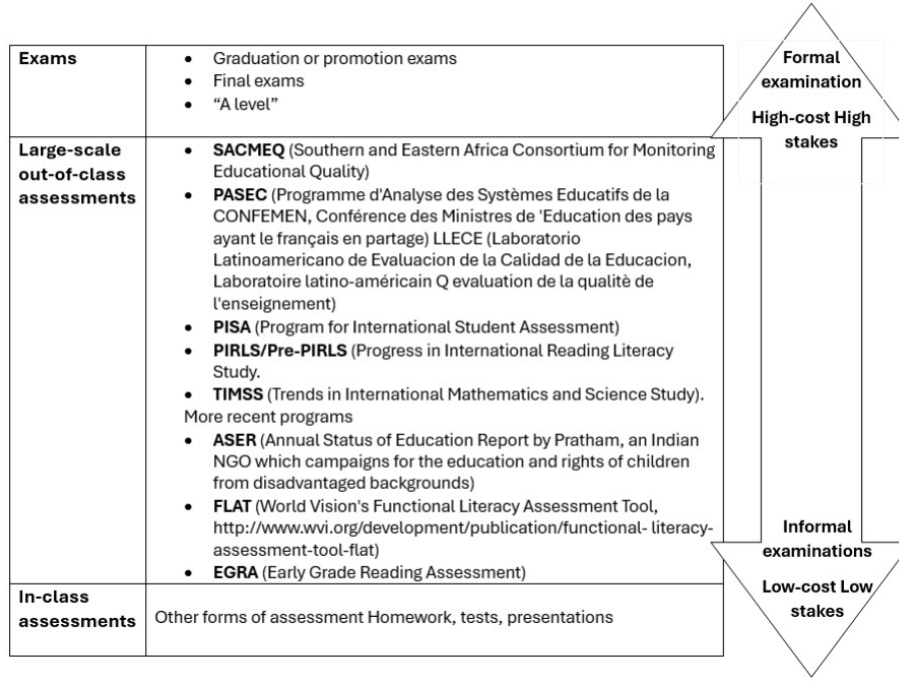 Exams
• Graduation or promotion exams
• Final exams
• “A level”
Large-scale
out-of-class
assessments
• SACMEQ (Southern and Eastern Africa Consortium for Monitoring
Educational Quality)
• PASEC (Programme d'Analyse des Systèmes Educatifs de la
CONFEMEN, Conférence des Ministres de 'Education des pays
ayant le français en partage) LLECE (Laboratorio
Latinoamericano de Evaluacion de la Calidad de la Educacion,
Laboratoire latino-américain Q evaluation de la qualitè de
l'enseignement)
• PISA (Program for International Student Assessment)
• PIRLS/Pre-PIRLS (Progress in International Reading Literacy
Study.
• TIMSS (Trends in International Mathematics and Science Study).
More recent programs
• ASER (Annual Status of Education Report by Pratham, an Indian
NGO which campaigns for the education and rights of children
from disadvantaged backgrounds)
• FLAT (World Vision's Functional Literacy Assessment Tool,
http://www.wvi.org/development/publication/functional- literacy-
assessment-tool-flat)
• EGRA (Early Grade Reading Assessment)
In-class
assessments
Other forms of assessment Homework, tests, presentations
Formal
examination
High-cost High
stakes
Informal
examinations
Low-cost Low
stakes